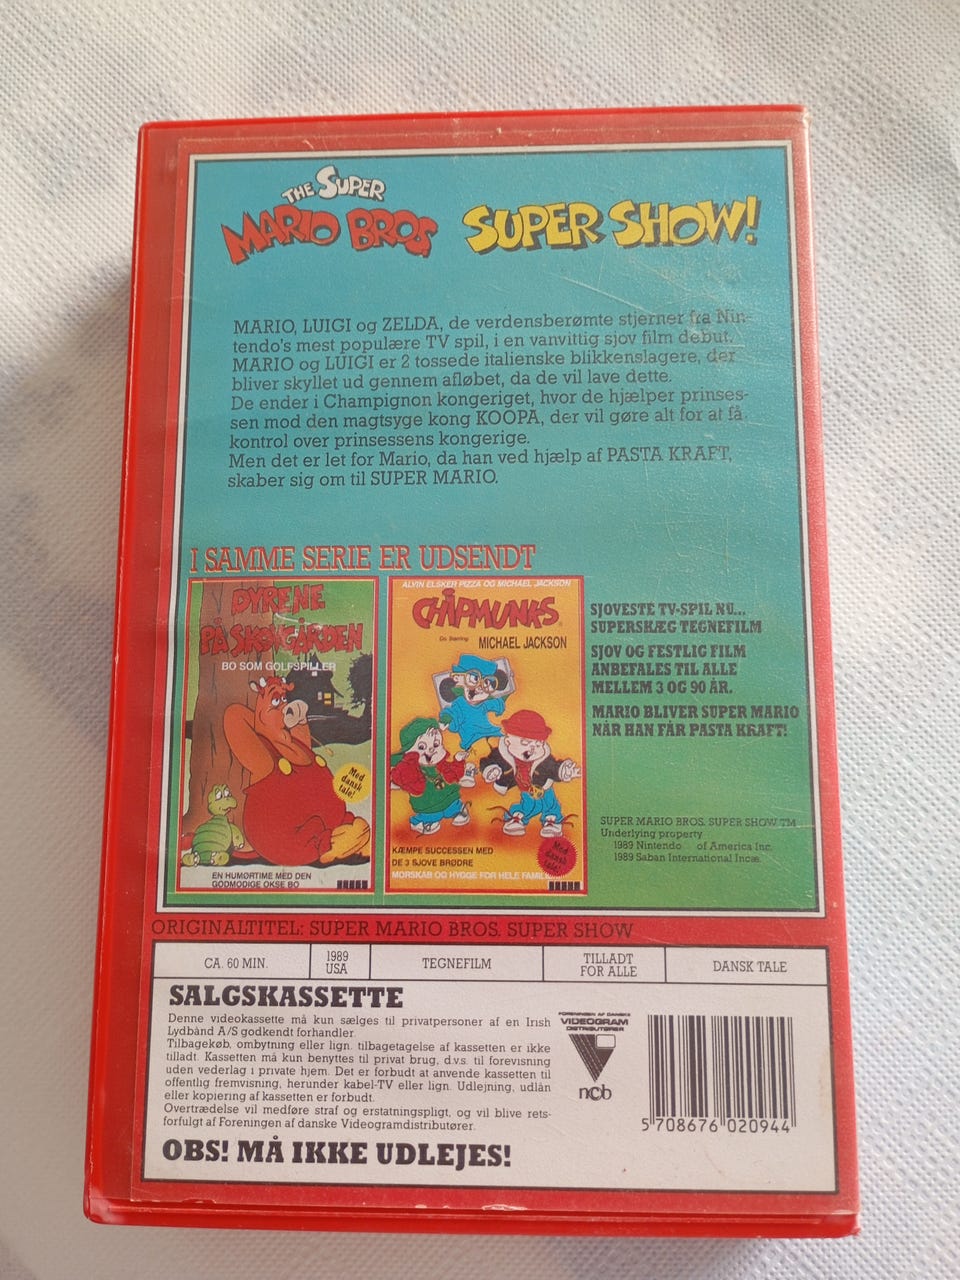 THE SUPER
MARIO BROS. SUPER SHOW!
MARIO, LUIGI og ZELDA, de verdensberømte stjerner fra Nin-
tendo's mest populære TV spil, i en vanvittig sjov film debut.
MARIO og LUIGI er 2 tossede italienske blikkenslagere, der
bliver skyllet ud gennem afløbet, da de vil lave dette.
De ender i Champignon kongeriget, hvor de hjælper prinses-
sen mod den magtsyge kong KOOPA, der vil gøre alt for at få
kontrol over prinsessens kongerige.
Men det er let for Mario, da han ved hjælp af PASTA KRAFT,
skaber sig om til SUPER MARIO.
I SAMME SERIE ER UDSENDT
DYRENE
PÅ SKOVGÅRDEN
BO SOM GOLFSPILLER
Med
dansk
tale!
EN HUMØRTIME MED DEN
GODMODIGE OKSE BO
ALVIN ELSKER PIZZA OG MICHAEL JACKSON
CHIPMUNKS
Co Starring
MICHAEL JACKSON
Med
dansk
tale!
KÆMPE SUCCESSEN MED
DE 3 SJOVE BRØDRE
MORSKAB OG HYGGE FOR HELE
SJOVESTE TV-SPIL NU...
SUPERSKÆG TEGNEFILM
SJOV OG FESTLIG FILM
ANBEFALES TIL ALLE
MELLEM 3 OG 90 ÅR.
MARIO BLIVER SUPER MARIO
NÅR HAN FÅR PASTA KRAFT!
SUPER MARIO BROS. SUPER SHOW TM
Underlying property
1989 Nintendo of America Inc.
1989 Saban International Incæ.
ORIGINALTITEL: SUPER MARIO BROS. SUPER SHOW
CA. 60 MIN.
1989
USA
TEGNEFILM
TILLADT
FOR ALLE
DANSK TALE
SALGSKASSETTE
Denne videokassette må kun sælges til privatpersoner af en Irish
Lydbånd A/S godkendt forhandler.
Tilbagekøb, ombytning eller lign. tilbagetagelse af kassetten er ikke
tilladt. Kassetten må kun benyttes til privat brug, d.v.s. til forevisning
uden vederlag i private hjem. Det er forbudt at anvende kassetten til
offentlig fremvisning, herunder kabel-TV eller lign. Udlejning, udlån
eller kopiering af kassetten er forbudt.
Overtrædelse vil medføre straf og erstatningspligt, og vil blive rets-
forfulgt af Foreningen af danske Videogramdistributører.
OBS! MÅ IKKE UDLEJES!
FORENINGEN AF DANSKE
VIDEOGRAM
DISTRIBUTØRER
ncb
5 708676 020944